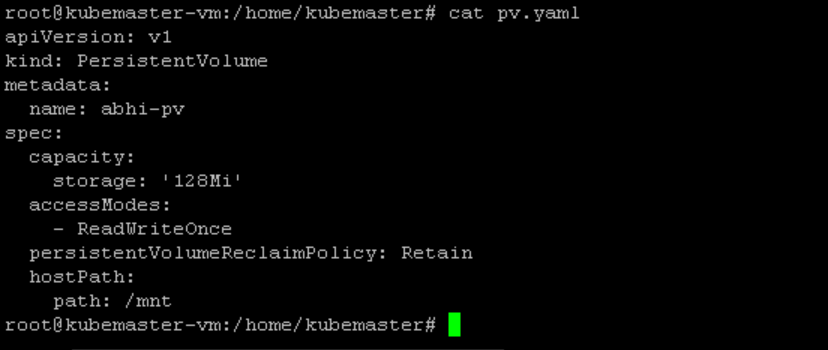 root@kubemaster-vm:/home/kubemaster# cat pv.yaml
apiVersion: v1
kind: PersistentVolume
metadata:
  name: abhi-pv
spec:
  capacity:
    storage: '128Mi'
  accessModes:
    - ReadWriteOnce
  persistentVolumeReclaimPolicy: Retain
  hostPath:
    path: /mnt
root@kubemaster-vm:/home/kubemaster#